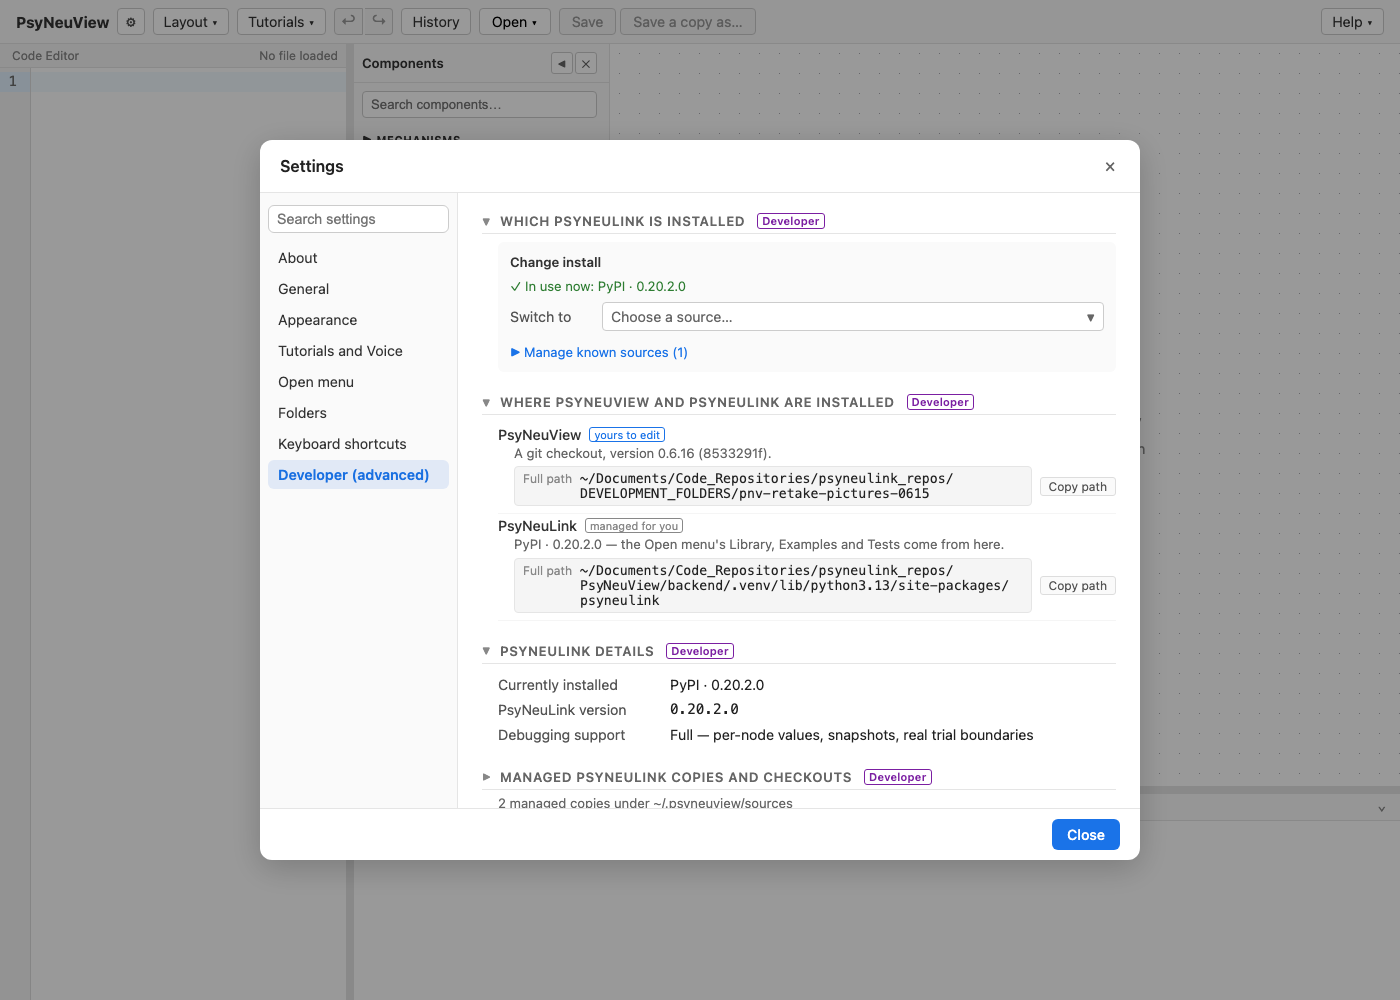 PsyNeuView
⚙
Layout ▾
Tutorials ▾
History
Open ▾
Save
Save a copy as...
Help ▾
Code Editor
No file loaded
1
Components
Search components...
MECHANISMS
Settings
×
Search settings
About
General
Appearance
Tutorials and Voice
Open menu
Folders
Keyboard shortcuts
Developer (advanced)
▼ WHICH PSYNEULINK IS INSTALLED Developer
Change install
✓ In use now: PyPI · 0.20.2.0
Switch to Choose a source... ▼
▶ Manage known sources (1)
▼ WHERE PSYNEUVIEW AND PSYNEULINK ARE INSTALLED Developer
PsyNeuView yours to edit
A git checkout, version 0.6.16 (8533291f).
Full path ~/Documents/Code_Repositories/psyneulink_repos/
DEVELOPMENT_FOLDERS/pnv-retake-pictures-0615
Copy path
PsyNeuLink managed for you
PyPI · 0.20.2.0 — the Open menu's Library, Examples and Tests come from here.
Full path ~/Documents/Code_Repositories/psyneulink_repos/
PsyNeuView/backend/.venv/lib/python3.13/site-packages/
psyneulink
Copy path
▼ PSYNEULINK DETAILS Developer
Currently installed PyPI · 0.20.2.0
PsyNeuLink version 0.20.2.0
Debugging support Full — per-node values, snapshots, real trial boundaries
▶ MANAGED PSYNEULINK COPIES AND CHECKOUTS Developer
2 managed copies under ~/.psyneuview/sources
Close